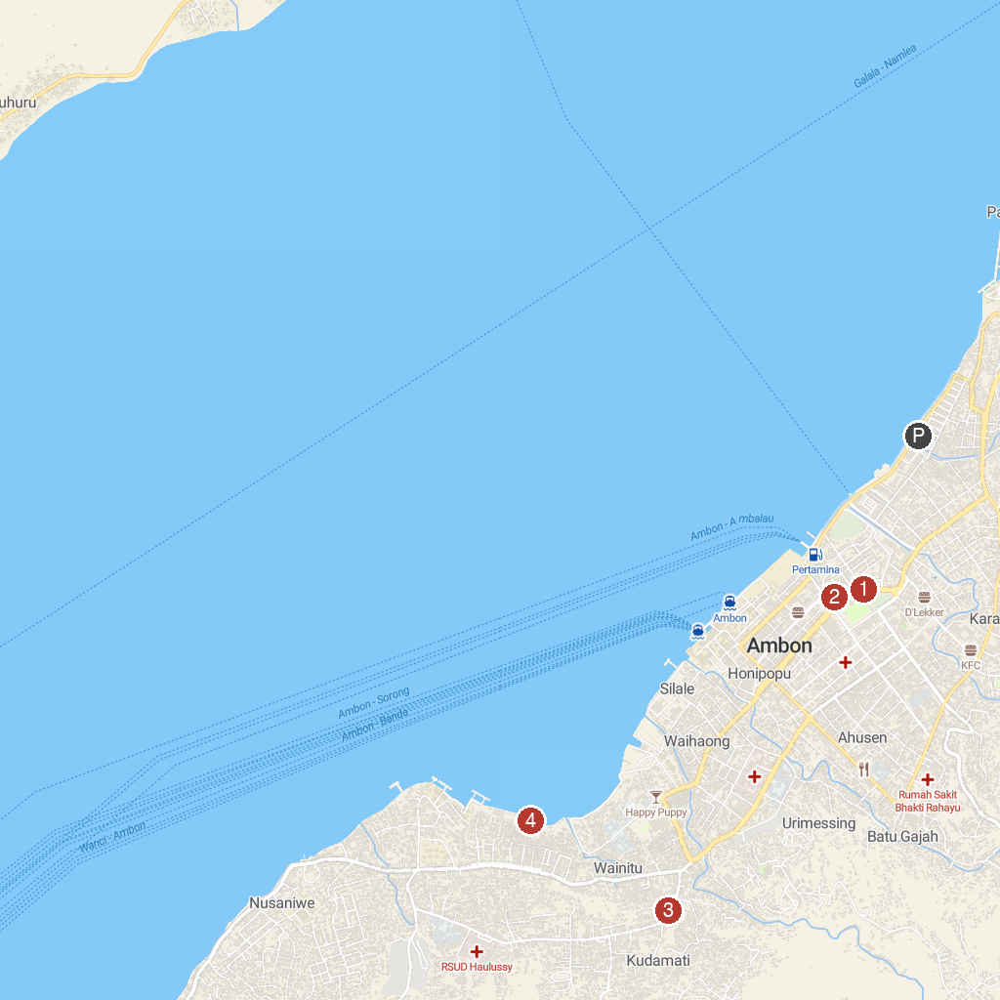 Galala - Namlea
uhuru
Pa
P
Ambon - A mbalau
Pertamina
1
2
D'Lekker
Ambon
Kara
Ambon
KFC
Honipopu
Silale
Ambon - Sorong
Ambon - Banda
Waihaong
Ahusen
Rumah Sakit
Bhakti Rahayu
Happy Puppy
4
Urimessing
Wanci - Ambon
Batu Gajah
Wainitu
Nusaniwe
3
Kudamati
RSUD Haulussy